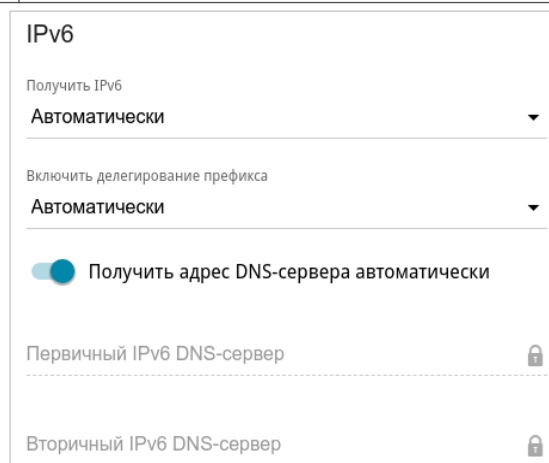 IPv6
Получить IPv6
Автоматически
Включить делегирование префикса
Автоматически
Получить адрес DNS-сервера автоматически
Первичный IPv6 DNS-сервер
Вторичный IPv6 DNS-сервер